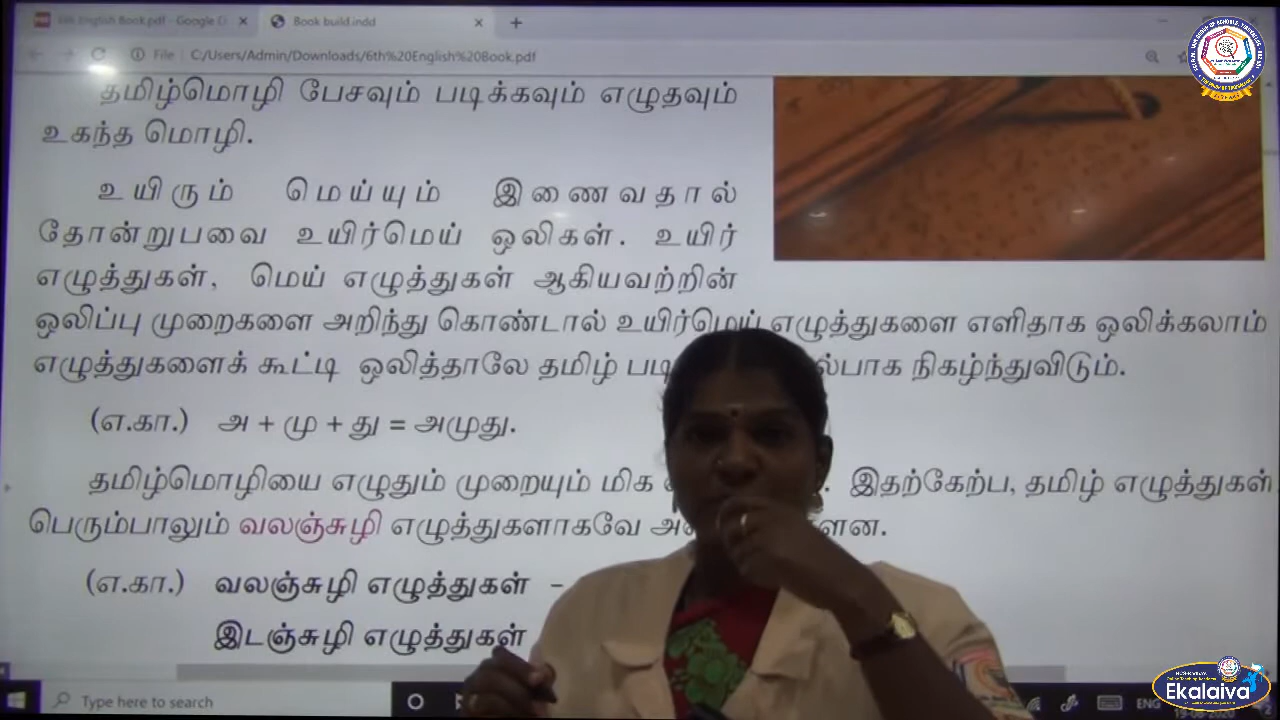 Book.pdf - Google
Book build.indd
File
C:/Users/Admin/Downloads/6th%20English%20Book.pdf
தமிழ்மொழி பேசவும் படிக்கவும் எழுதவும்
உகந்த மொழி.
உயிரும் மெய்யும் இணைவதால்
தோன்றுபவை உயிர்மெய் ஒலிகள். உயிர்
எழுத்துகள், மெய் எழுத்துகள் ஆகியவற்றின்
ஒலிப்பு முறைகளை அறிந்து கொண்டால் உயிர்மெய் எழுத்துகளை எளிதாக ஒலிக்கலாம்
எழுத்துகளைக் கூட்டி ஒலித்தாலே தமிழ் நிகழ்ந்துவிடும்.
(எ.கா.) அ + மு + து = அமுது.
தமிழ்மொழியை எழுதும் முறையும் மிக இதற்கேற்ப, தமிழ் எழுத்துகள்
பெரும்பாலும் வலஞ்சுழி எழுத்துகளாகவே
(எ.கா.) வலஞ்சுழி எழுத்துகள் –
இடஞ்சுழி எழுத்துகள்
Type here to search
ENG
Ekalaiva